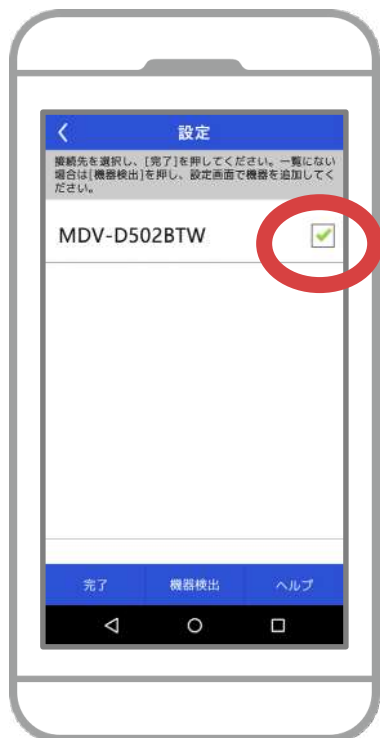 設定
接続先を選択し、[完了]を押してください。一覧にない
場合は[機器検出]を押し、設定画面で機器を追加してく
ださい。
MDV-D502BTW
完了 機器検出 ヘルプ